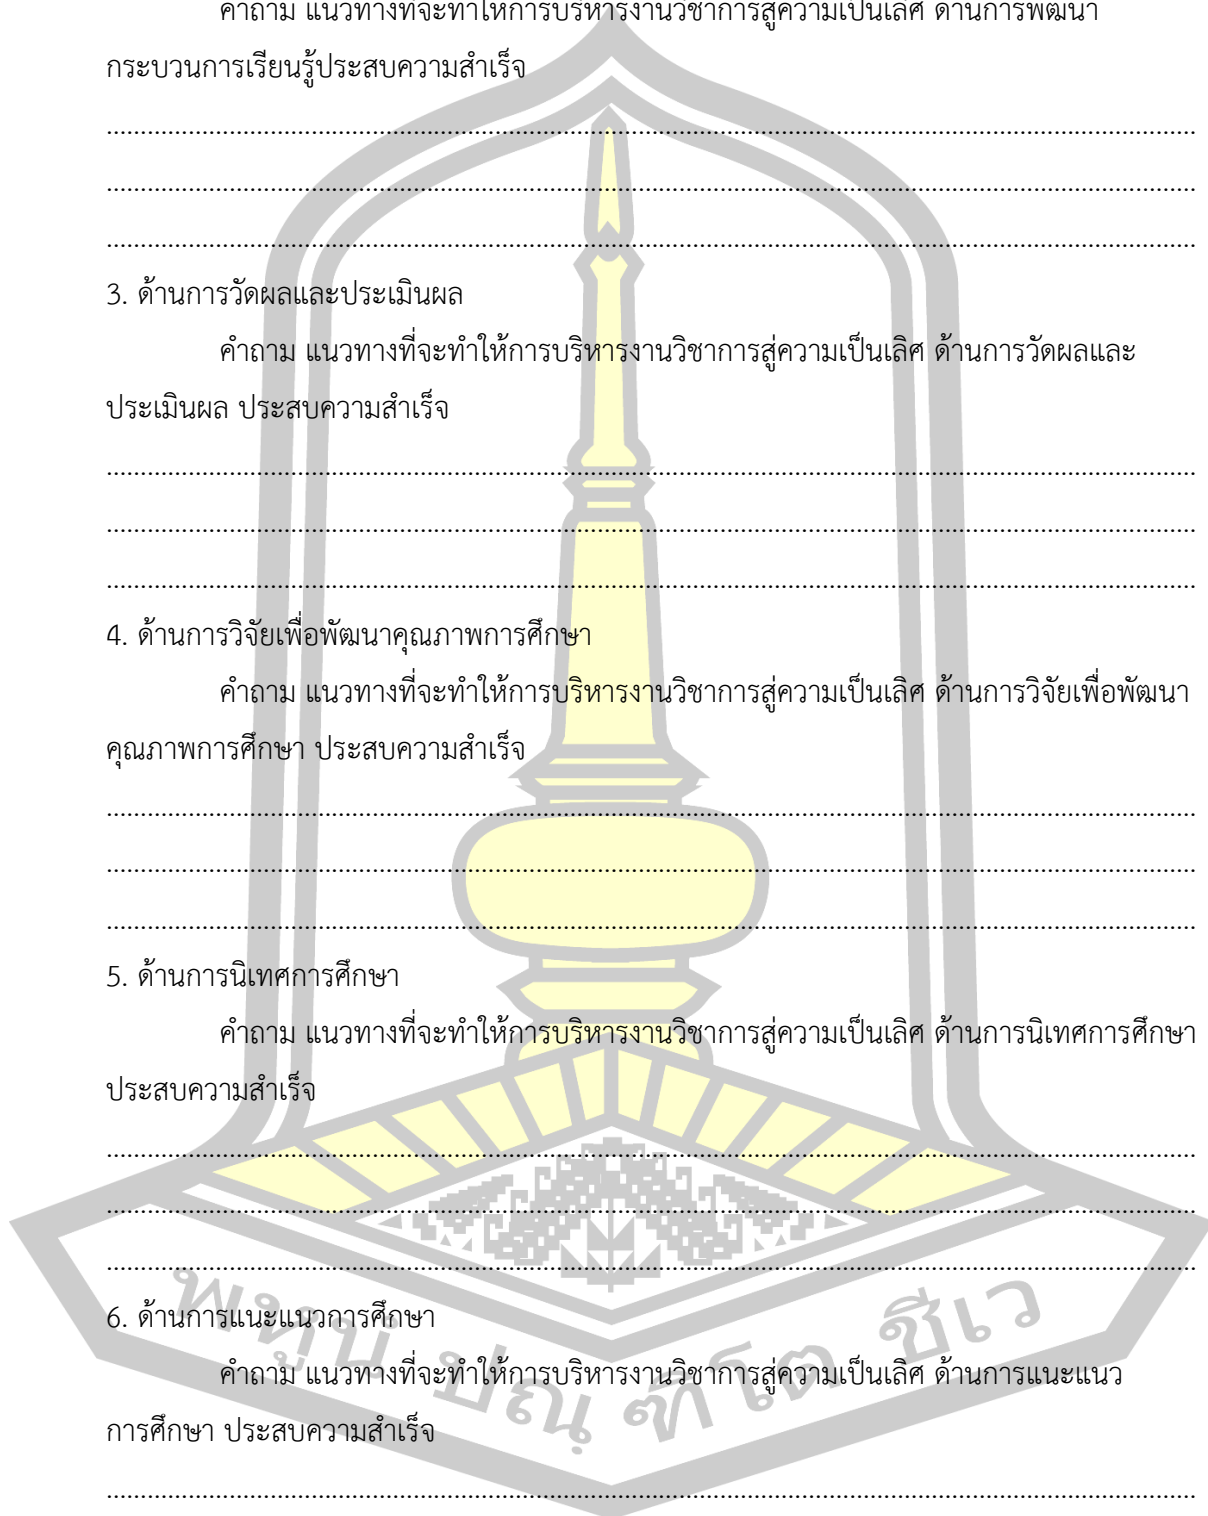 คำถาม แนวทางที่จะทำให้การบริหารงานวิชาการสู่ความเป็นเลิศ ด้านการพัฒนา
กระบวนการเรียนรู้ประสบความสำเร็จ
................................................................................
................................................................................
................................................................................
3. ด้านการวัดผลและประเมินผล
คำถาม แนวทางที่จะทำให้การบริหารงานวิชาการสู่ความเป็นเลิศ ด้านการวัดผลและ
ประเมินผล ประสบความสำเร็จ
................................................................................
................................................................................
................................................................................
4. ด้านการวิจัยเพื่อพัฒนาคุณภาพการศึกษา
คำถาม แนวทางที่จะทำให้การบริหารงานวิชาการสู่ความเป็นเลิศ ด้านการวิจัยเพื่อพัฒนา
คุณภาพการศึกษา ประสบความสำเร็จ
................................................................................
................................................................................
................................................................................
5. ด้านการนิเทศการศึกษา
คำถาม แนวทางที่จะทำให้การบริหารงานวิชาการสู่ความเป็นเลิศ ด้านการนิเทศการศึกษา
ประสบความสำเร็จ
................................................................................
................................................................................
................................................................................
6. ด้านการแนะแนวการศึกษา
คำถาม แนวทางที่จะทำให้การบริหารงานวิชาการสู่ความเป็นเลิศ ด้านการแนะแนว
การศึกษา ประสบความสำเร็จ
................................................................................
พหูนํ ปณฺฑิโต ชีเว